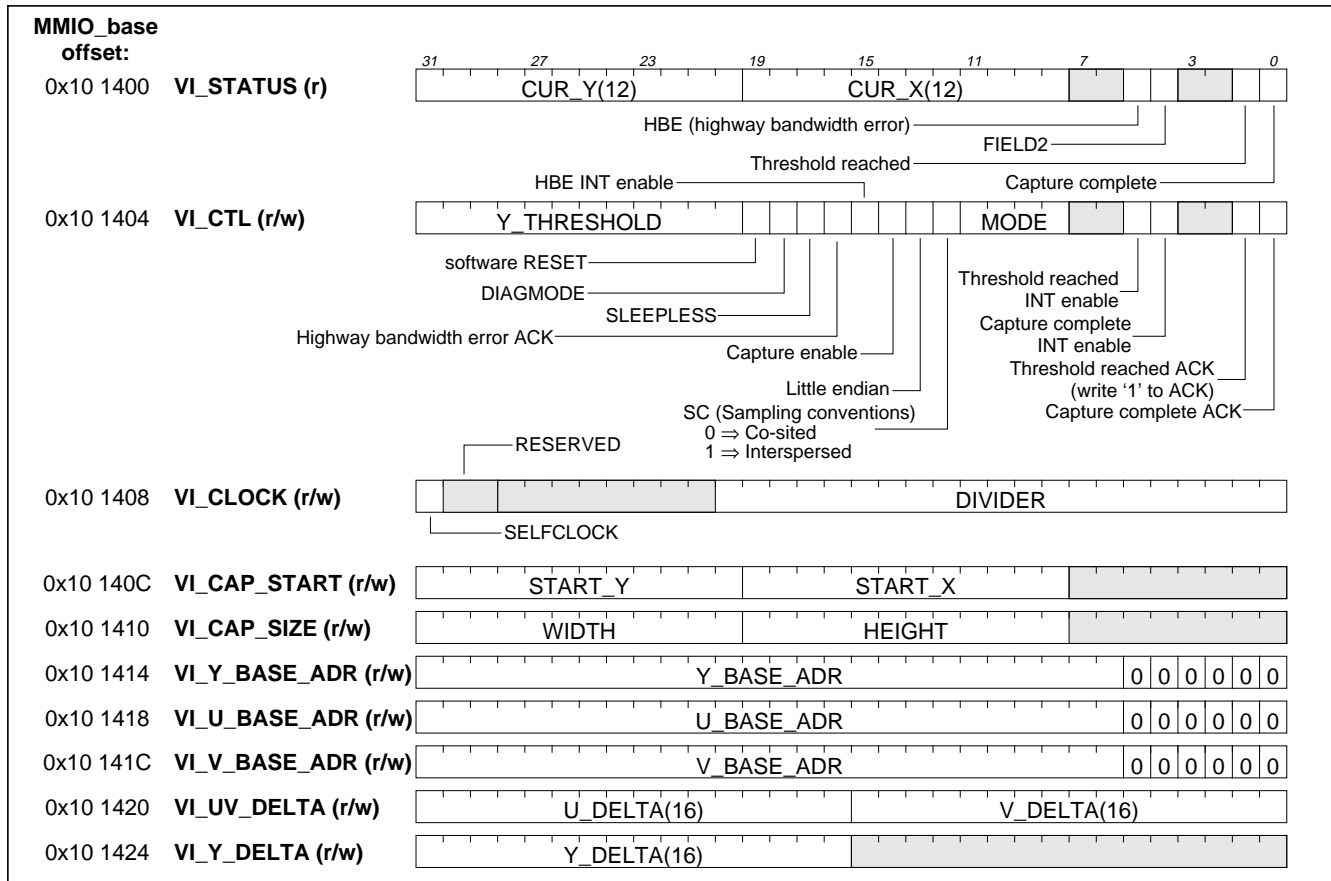 MMIO_base
offset:
31 27 23 19 15 11 7 3 0
0x10 1400 VI_STATUS (r) CUR_Y(12) CUR_X(12)
HBE (highway bandwidth error)
FIELD2
Threshold reached
HBE INT enable Capture complete
0x10 1404 VI_CTL (r/w) Y_THRESHOLD MODE
software RESET
DIAGMODE
SLEEPLESS
Highway bandwidth error ACK
Capture enable
Little endian
SC (Sampling conventions)
0 ⇒ Co-sited
1 ⇒ Interspersed
Threshold reached
INT enable
Capture complete
INT enable
Threshold reached ACK
(write ‘1’ to ACK)
Capture complete ACK
RESERVED
0x10 1408 VI_CLOCK (r/w) DIVIDER
SELFCLOCK
0x10 140C VI_CAP_START (r/w) START_Y START_X
0x10 1410 VI_CAP_SIZE (r/w) WIDTH HEIGHT
0x10 1414 VI_Y_BASE_ADR (r/w) Y_BASE_ADR 0 0 0 0 0 0
0x10 1418 VI_U_BASE_ADR (r/w) U_BASE_ADR 0 0 0 0 0 0
0x10 141C VI_V_BASE_ADR (r/w) V_BASE_ADR 0 0 0 0 0 0
0x10 1420 VI_UV_DELTA (r/w) U_DELTA(16) V_DELTA(16)
0x10 1424 VI_Y_DELTA (r/w) Y_DELTA(16)